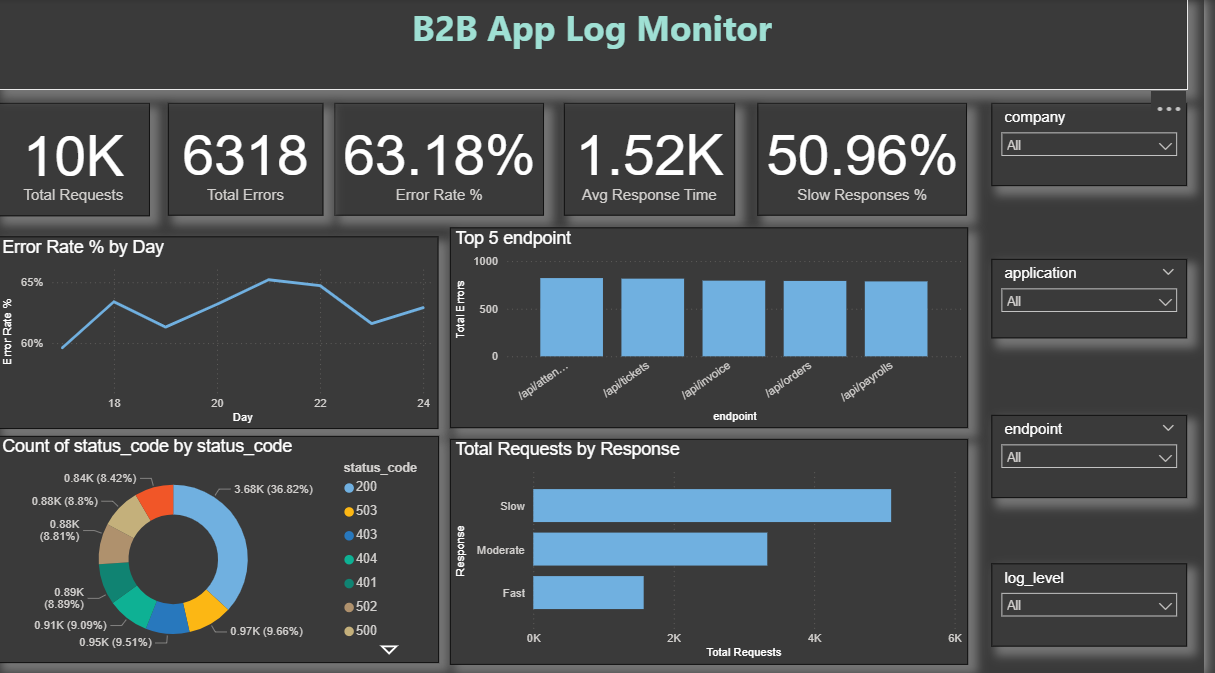 B2B App Log Monitor
10K
Total Requests
6318
Total Errors
63.18%
Error Rate %
1.52K
Avg Response Time
50.96%
Slow Responses %
company
All
application
All
endpoint
All
log_level
All
Error Rate % by Day
Error Rate %
65%
60%
18
20
22
24
Day
Top 5 endpoint
Total Errors
1000
500
0
/api/atten...
/api/tickets
/api/invoice
/api/orders
/api/payrolls
endpoint
Count of status_code by status_code
0.84K (8.42%)
0.88K (8.8%)
0.88K
(8.81%)
0.89K
(8.89%)
0.91K (9.09%)
0.95K (9.51%)
0.97K (9.66%)
3.68K (36.82%)
status_code
200
503
403
404
401
502
500
Total Requests by Response
Response
Slow
Moderate
Fast
0K
2K
4K
6K
Total Requests